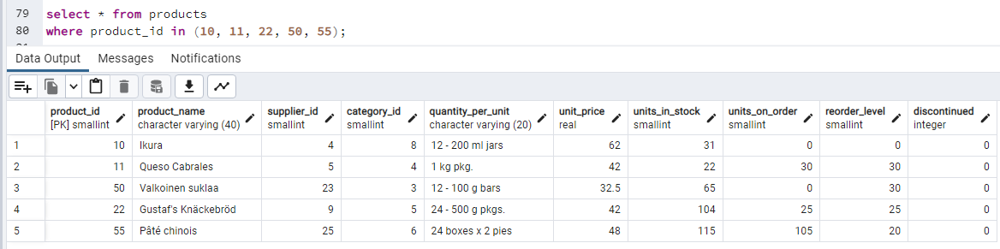 79 select * from products
80 where product_id in (10, 11, 22, 50, 55);
Data Output Messages Notifications
product_id product_name supplier_id category_id quantity_per_unit unit_price units_in_stock units_on_order reorder_level discontinued
[PK] smallint character varying (40) smallint smallint character varying (20) real smallint smallint smallint integer
1 10 Ikura 4 8 12 - 200 ml jars 62 31 0 0 0
2 11 Queso Cabrales 5 4 1 kg pkg. 42 22 30 30 0
3 50 Valkoinen suklaa 23 3 12 - 100 g bars 32.5 65 0 30 0
4 22 Gustaf's Knäckebröd 9 5 24 - 500 g pkgs. 42 104 25 25 0
5 55 Pâté chinois 25 6 24 boxes x 2 pies 48 115 105 20 0